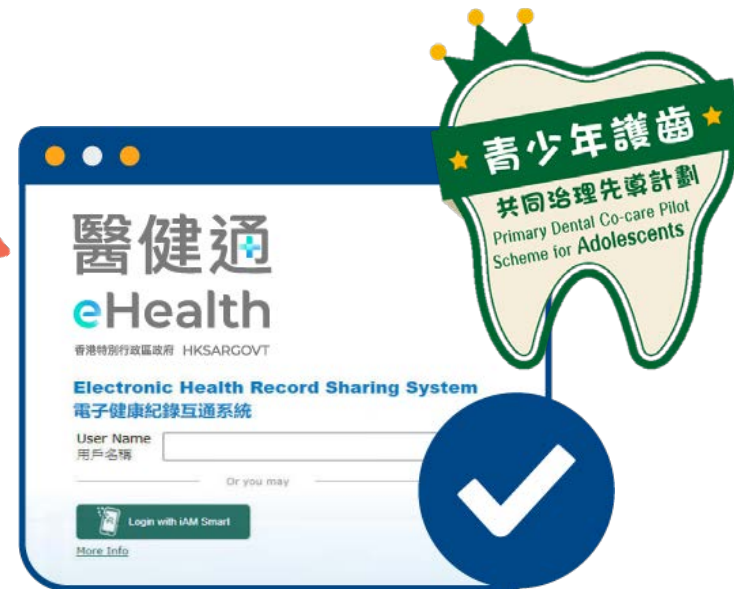 青少年護齒
共同治理先導計劃
Primary Dental Co-care Pilot
Scheme for Adolescents
醫健通
eHealth
香港特別行政區政府 HKSARGOVT
Electronic Health Record Sharing System
電子健康紀錄互通系統
User Name
用戶名稱
Or you may
Login with iAM Smart
More Info